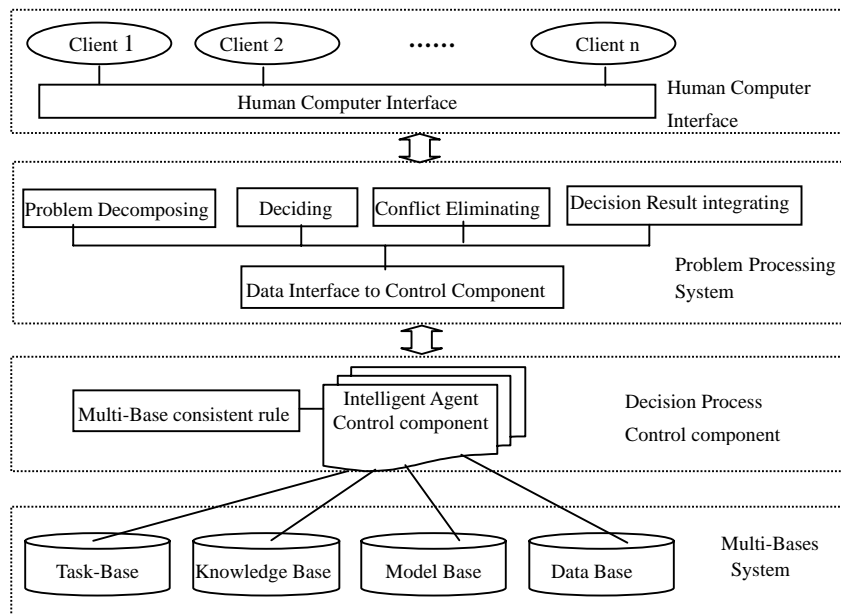 Client 1
Client 2
......
Client n
Human Computer Interface
Human Computer
Interface
Problem Decomposing
Deciding
Conflict Eliminating
Decision Result integrating
Data Interface to Control Component
Problem Processing
System
Multi-Base consistent rule
Intelligent Agent
Control component
Decision Process
Control component
Task-Base
Knowledge Base
Model Base
Data Base
Multi-Bases
System